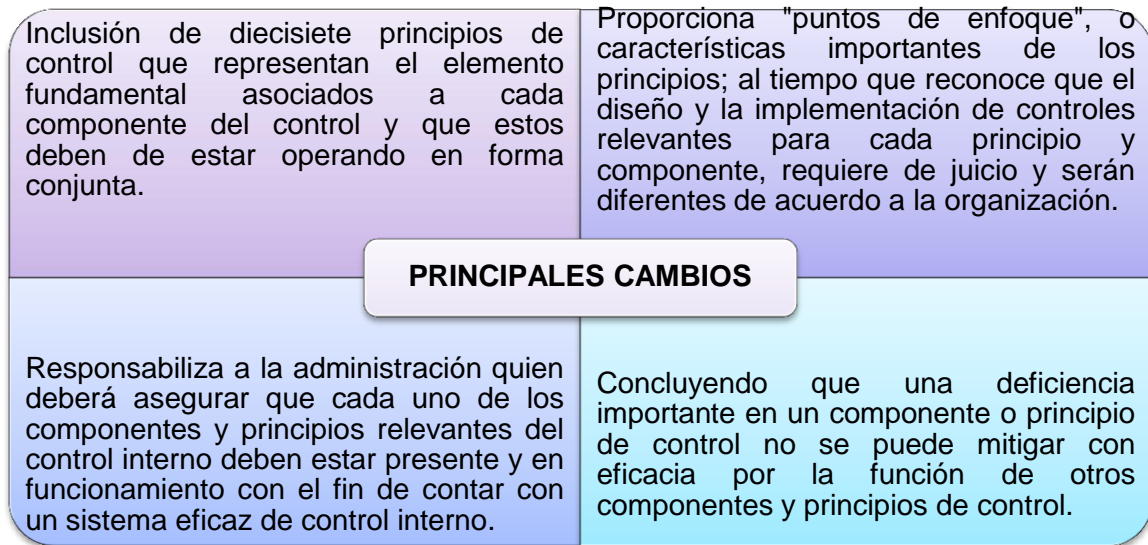 Inclusión de diecisiete principios de
control que representan el elemento
fundamental asociados a cada
componente del control y que estos
deben de estar operando en forma
conjunta.
Proporciona "puntos de enfoque", o
características importantes de los
principios; al tiempo que reconoce que el
diseño y la implementación de controles
relevantes para cada principio y
componente, requiere de juicio y serán
diferentes de acuerdo a la organización.
PRINCIPALES CAMBIOS
Responsabiliza a la administración quien
deberá asegurar que cada uno de los
componentes y principios relevantes del
control interno deben estar presente y en
funcionamiento con el fin de contar con
un sistema eficaz de control interno.
Concluyendo que una deficiencia
importante en un componente o principio
de control no se puede mitigar con
eficacia por la función de otros
componentes y principios de control.